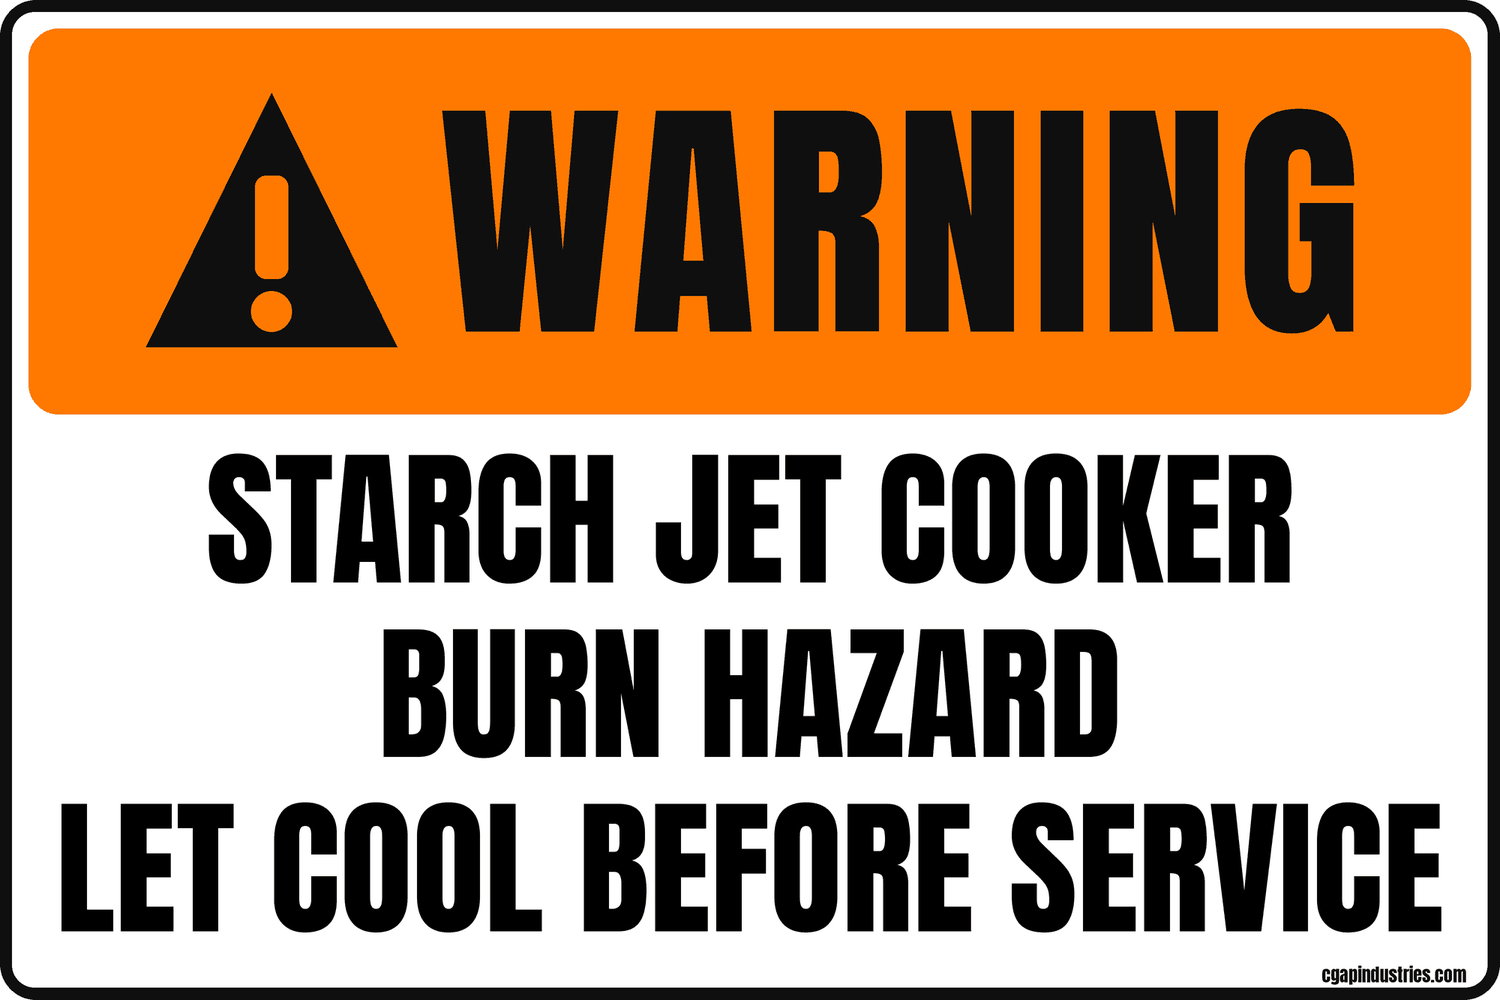 WARNING
STARCH JET COOKER
BURN HAZARD
LET COOL BEFORE SERVICE
cgapindustries.com